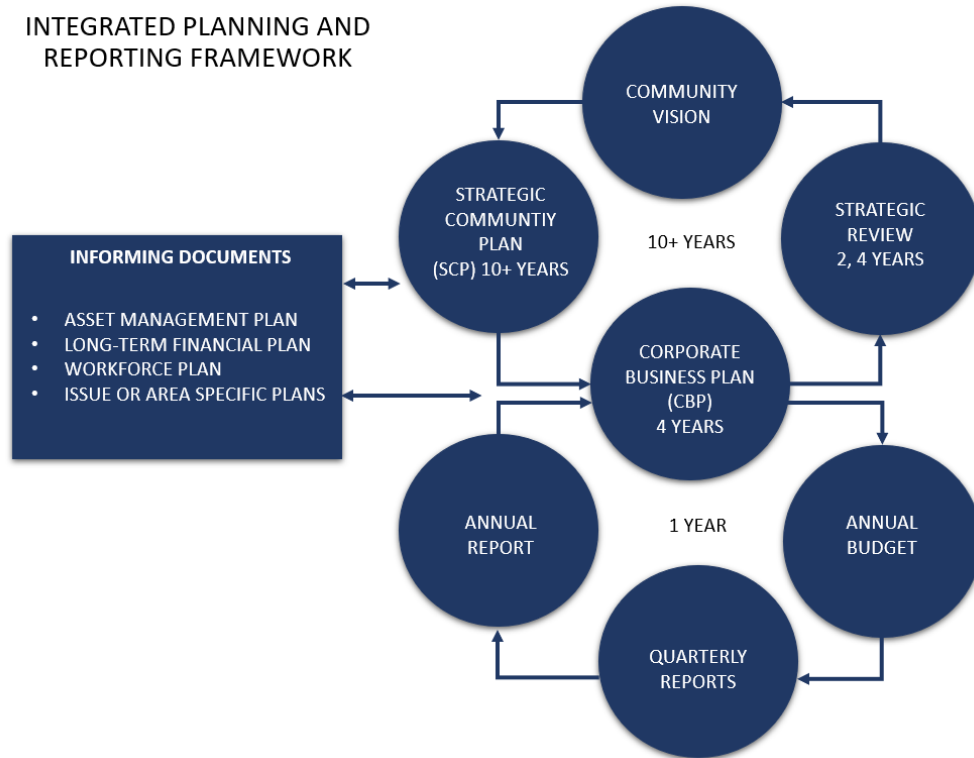 INTEGRATED PLANNING AND
REPORTING FRAMEWORK
COMMUNITY
VISION
STRATEGIC
COMMUNTIY
PLAN
(SCP) 10+ YEARS
10+ YEARS
STRATEGIC
REVIEW
2, 4 YEARS
INFORMING DOCUMENTS
• ASSET MANAGEMENT PLAN
• LONG-TERM FINANCIAL PLAN
• WORKFORCE PLAN
• ISSUE OR AREA SPECIFIC PLANS
CORPORATE
BUSINESS PLAN
(CBP)
4 YEARS
ANNUAL
REPORT
1 YEAR
ANNUAL
BUDGET
QUARTERLY
REPORTS